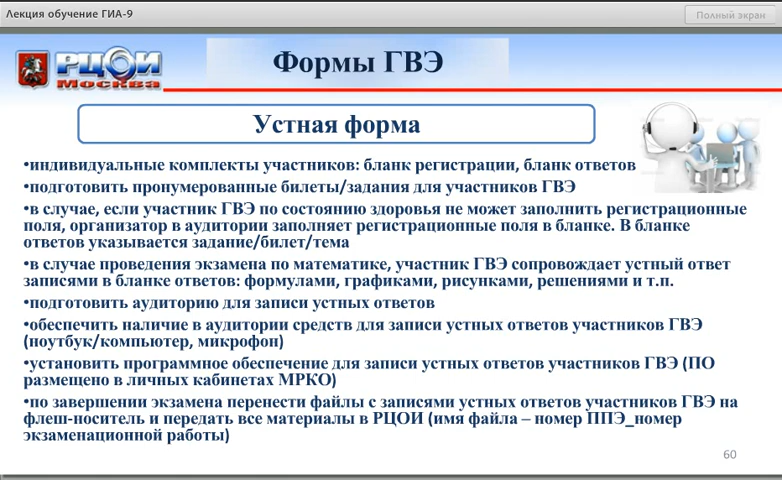 Лекция обучение ГИА-9
Полный экран
РЦОИ
Москва
Формы ГВЭ
Устная форма
•индивидуальные комплекты участников: бланк регистрации, бланк ответов
•подготовить пронумерованные билеты/задания для участников ГВЭ
•в случае, если участник ГВЭ по состоянию здоровья не может заполнить регистрационные
поля, организатор в аудитории заполняет регистрационные поля в бланке. В бланке
ответов указывается задание/билет/тема
•в случае проведения экзамена по математике, участник ГВЭ сопровождает устный ответ
записями в бланке ответов: формулами, графиками, рисунками, решениями и т.п.
•подготовить аудиторию для записи устных ответов
•обеспечить наличие в аудитории средств для записи устных ответов участников ГВЭ
(ноутбук/компьютер, микрофон)
•установить программное обеспечение для записи устных ответов участников ГВЭ (ПО
размещено в личных кабинетах МРКО)
•по завершении экзамена перенести файлы с записями устных ответов участников ГВЭ на
флеш-носитель и передать все материалы в РЦОИ (имя файла – номер ППЭ_номер
экзаменационной работы)
60